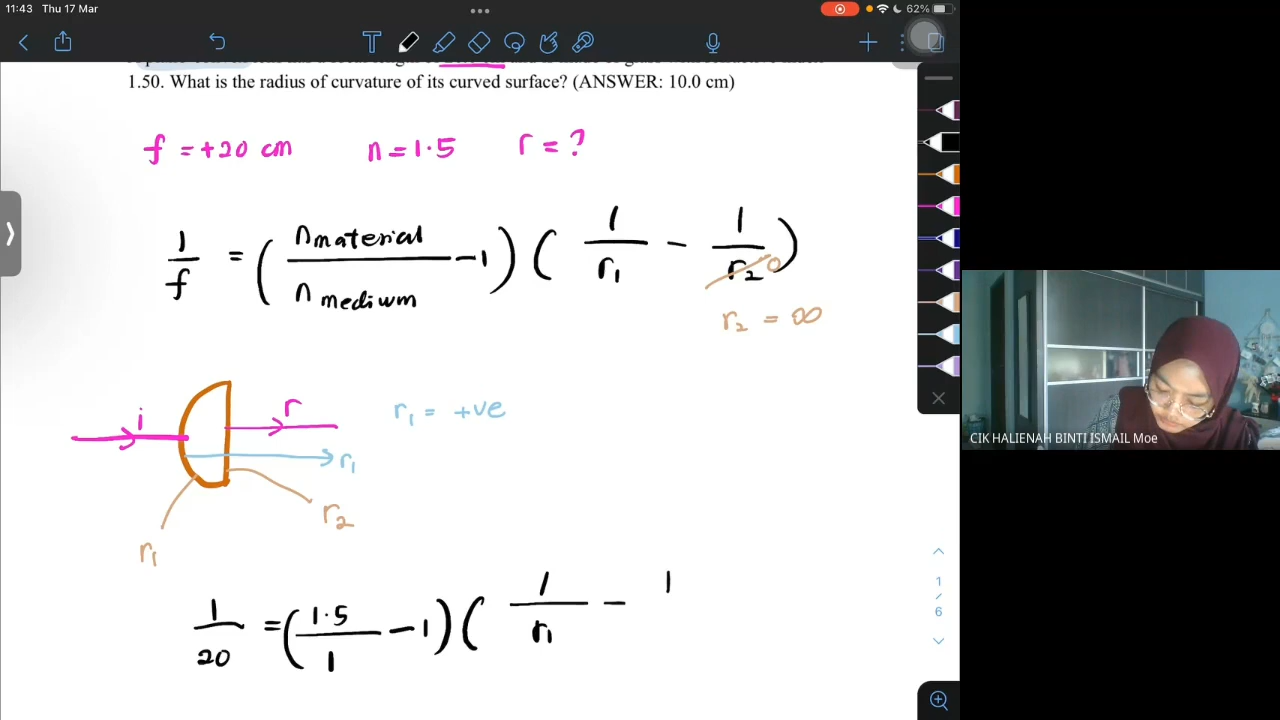 11:43 Thu 17 Mar
62%
1.50. What is the radius of curvature of its curved surface? (ANSWER: 10.0 cm)
f = +20 cm n = 1.5 r = ?
1/f = (n material / n medium - 1)(1/r1 - 1/r2) 0
r2 = ∞
i r r1 = +ve
r1
r2
r1
1/20 = (1.5/1 - 1)(1/r1 - 1
1
/
6
T
CIK HALIENAH BINTI ISMAIL Moe